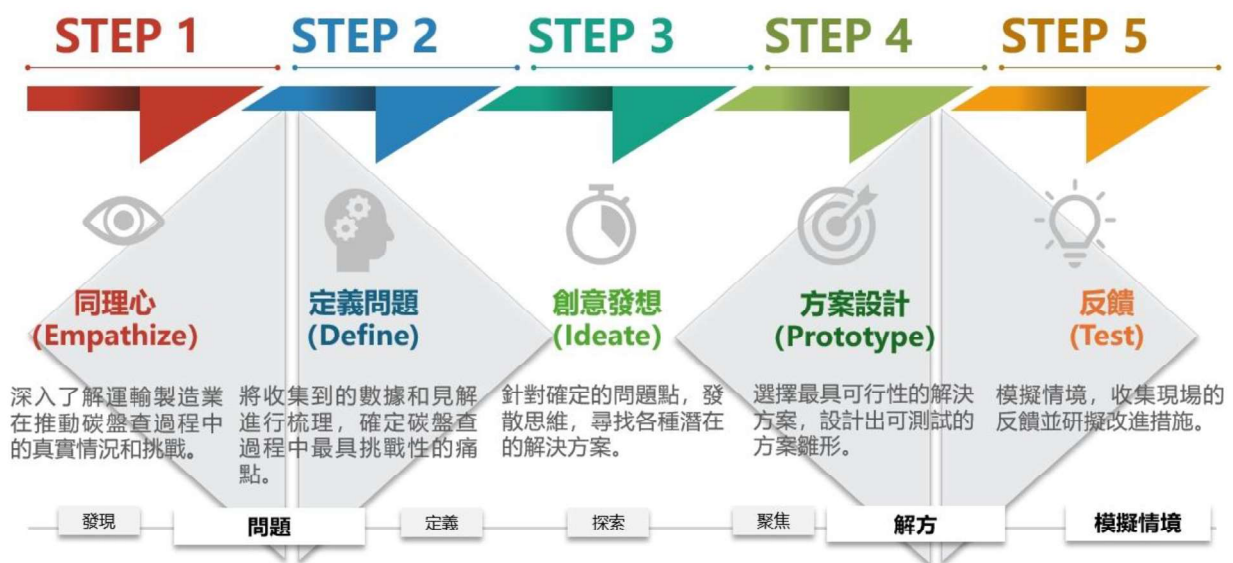 STEP 1
STEP 2
STEP 3
STEP 4
STEP 5
同理心
(Empathize)
深入了解運輸製造業
在推動碳盤查過程中
的真實情況和挑戰。
定義問題
(Define)
將收集到的數據和見解
進行梳理，確定碳盤查
過程中最具挑戰性的痛
點。
創意發想
(Ideate)
針對確定的問題點，發
散思維，尋找各種潛在
的解決方案。
方案設計
(Prototype)
選擇最具可行性的解決
方案，設計出可測試的
方案雛形。
反饋
(Test)
模擬情境，收集現場的
反饋並研擬改進措施。
發現
問題
定義
探索
聚焦
解方
模擬情境